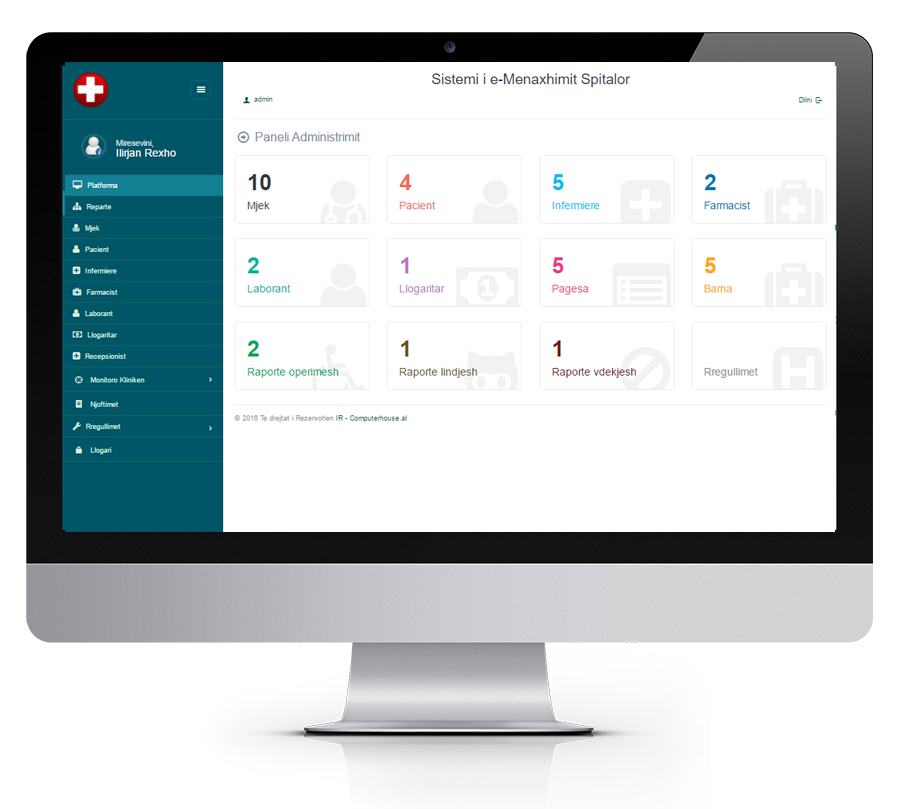 Sistemi i e-Menaxhimit Spitalor
admin
Dilni
Miresevini,
Ilirjan Rexho
Platforma
Reparte
Mjek
Pacient
Infermiere
Farmacist
Laborant
Llogaritar
Recepsionist
Monitoro Kliniken
Njoftimet
Rregullimet
Llogari
Paneli Administrimit
10
Mjek
4
Pacient
5
Infermiere
2
Farmacist
2
Laborant
1
Llogaritar
1
5
Pagesa
5
Barna
2
Raporte operimesh
1
Raporte lindjesh
1
Raporte vdekjesh
Rregullimet
H
© 2016 Te drejtat i Rezervohen IR - Computerhouse.al